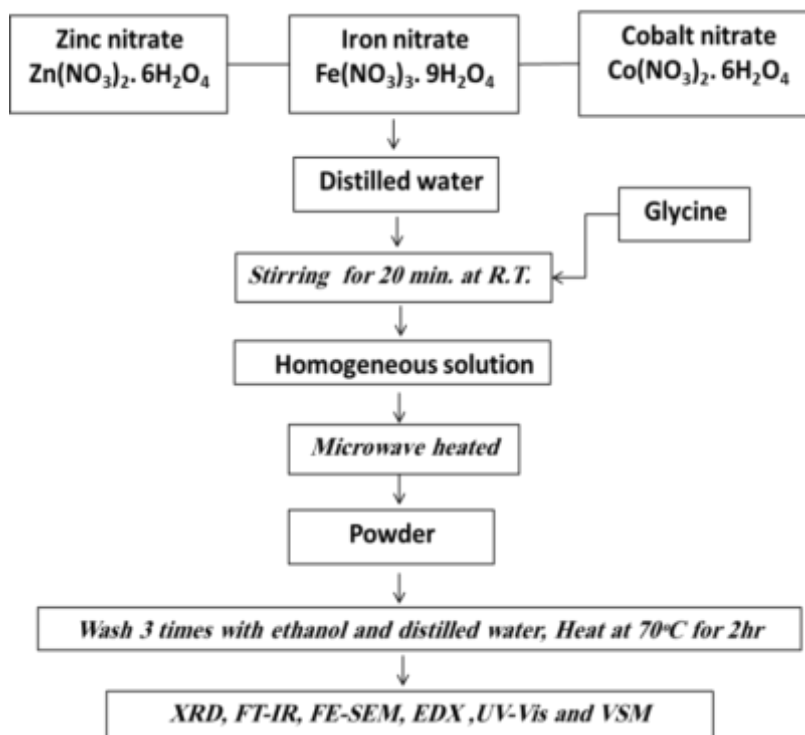 Zinc nitrate
Zn(NO₃)₂. 6H₂O₄
Iron nitrate
Fe(NO₃)₃. 9H₂O₄
Cobalt nitrate
Co(NO₃)₂. 6H₂O₄
Distilled water
Glycine
Stirring for 20 min. at R.T.
Homogeneous solution
Microwave heated
Powder
Wash 3 times with ethanol and distilled water, Heat at 70°C for 2hr
XRD, FT-IR, FE-SEM, EDX ,UV-Vis and VSM